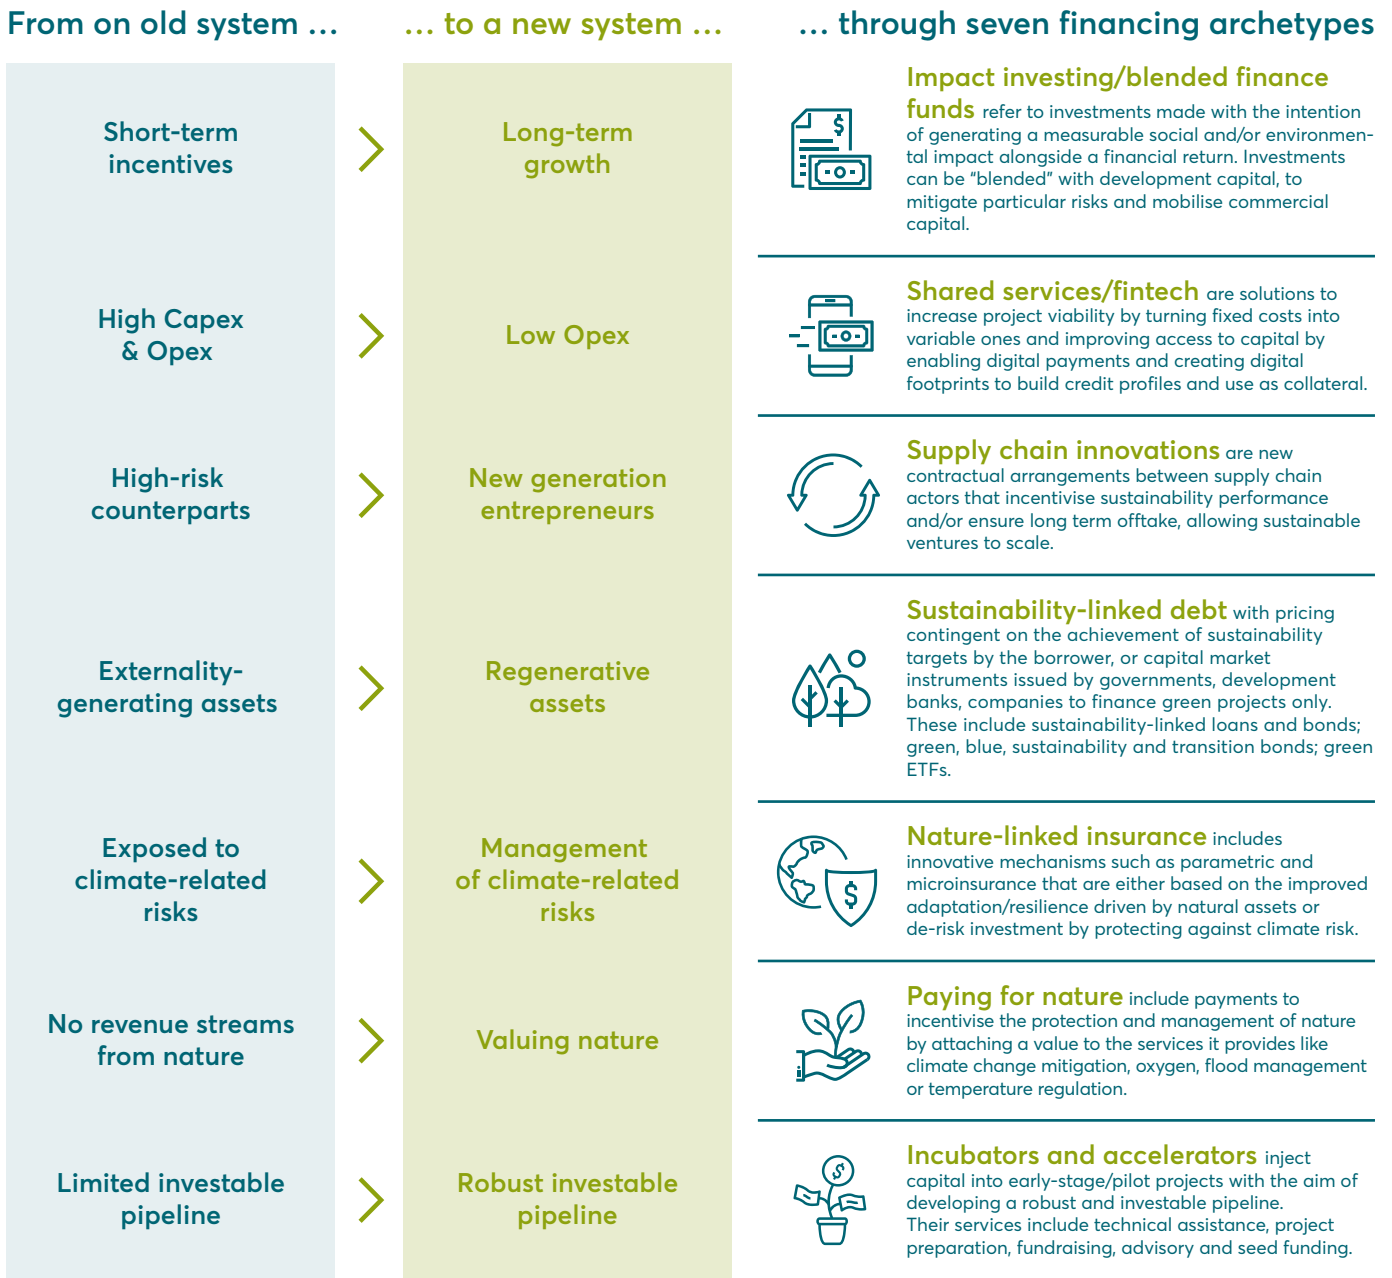 From on old system ...
... to a new system ...
... through seven financing archetypes
Short-term
incentives
Long-term
growth
Impact investing/blended finance
funds refer to investments made with the intention
of generating a measurable social and/or environmen-
tal impact alongside a financial return. Investments
can be “blended” with development capital, to
mitigate particular risks and mobilise commercial
capital.
High Capex
& Opex
Low Opex
Shared services/fintech are solutions to
increase project viability by turning fixed costs into
variable ones and improving access to capital by
enabling digital payments and creating digital
footprints to build credit profiles and use as collateral.
High-risk
counterparts
New generation
entrepreneurs
Supply chain innovations are new
contractual arrangements between supply chain
actors that incentivise sustainability performance
and/or ensure long term offtake, allowing sustainable
ventures to scale.
Externality-
generating assets
Regenerative
assets
Sustainability-linked debt with pricing
contingent on the achievement of sustainability
targets by the borrower, or capital market
instruments issued by governments, development
banks, companies to finance green projects only.
These include sustainability-linked loans and bonds;
green, blue, sustainability and transition bonds; green
ETFs.
Exposed to
climate-related
risks
Management
of climate-related
risks
Nature-linked insurance includes
innovative mechanisms such as parametric and
microinsurance that are either based on the improved
adaptation/resilience driven by natural assets or
de-risk investment by protecting against climate risk.
No revenue streams
from nature
Valuing nature
Paying for nature include payments to
incentivise the protection and management of nature
by attaching a value to the services it provides like
climate change mitigation, oxygen, flood management
or temperature regulation.
Limited investable
pipeline
Robust investable
pipeline
Incubators and accelerators inject
capital into early-stage/pilot projects with the aim of
developing a robust and investable pipeline.
Their services include technical assistance, project
preparation, fundraising, advisory and seed funding.